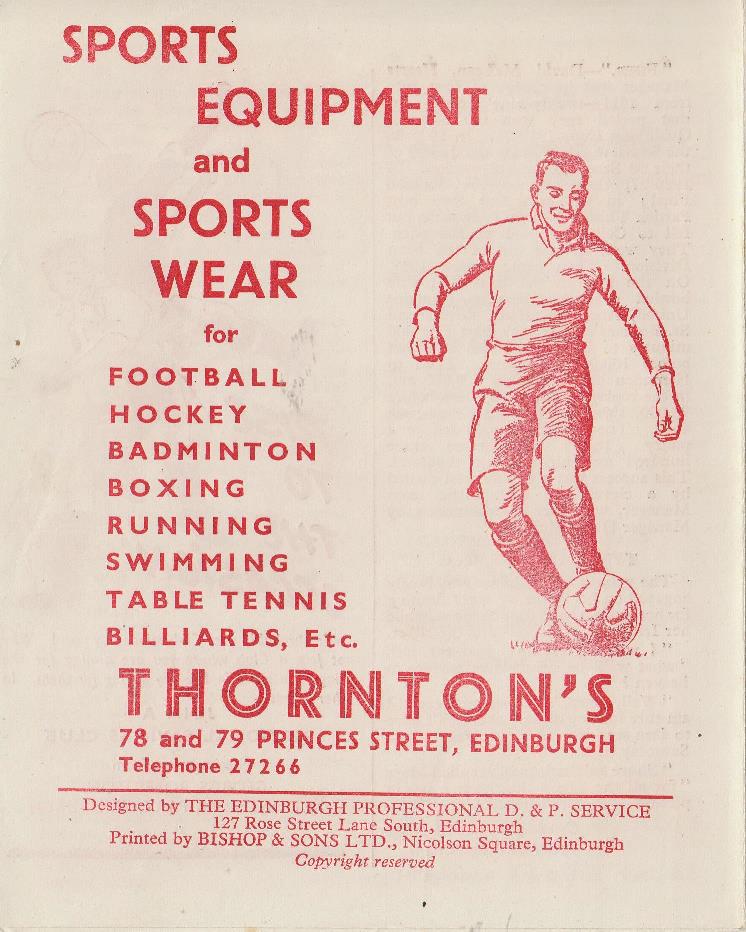 SPORTS
EQUIPMENT
and
SPORTS
WEAR
for
FOOTBALL
HOCKEY
BADMINTON
BOXING
RUNNING
SWIMMING
TABLE TENNIS
BILLIARDS, Etc.
THORNTON'S
78 and 79 PRINCES STREET, EDINBURGH
Telephone 27266
Designed by THE EDINBURGH PROFESSIONAL D. & P. SERVICE
127 Rose Street Lane South, Edinburgh
Printed by BISHOP & SONS LTD., Nicolson Square, Edinburgh
Copyright reserved